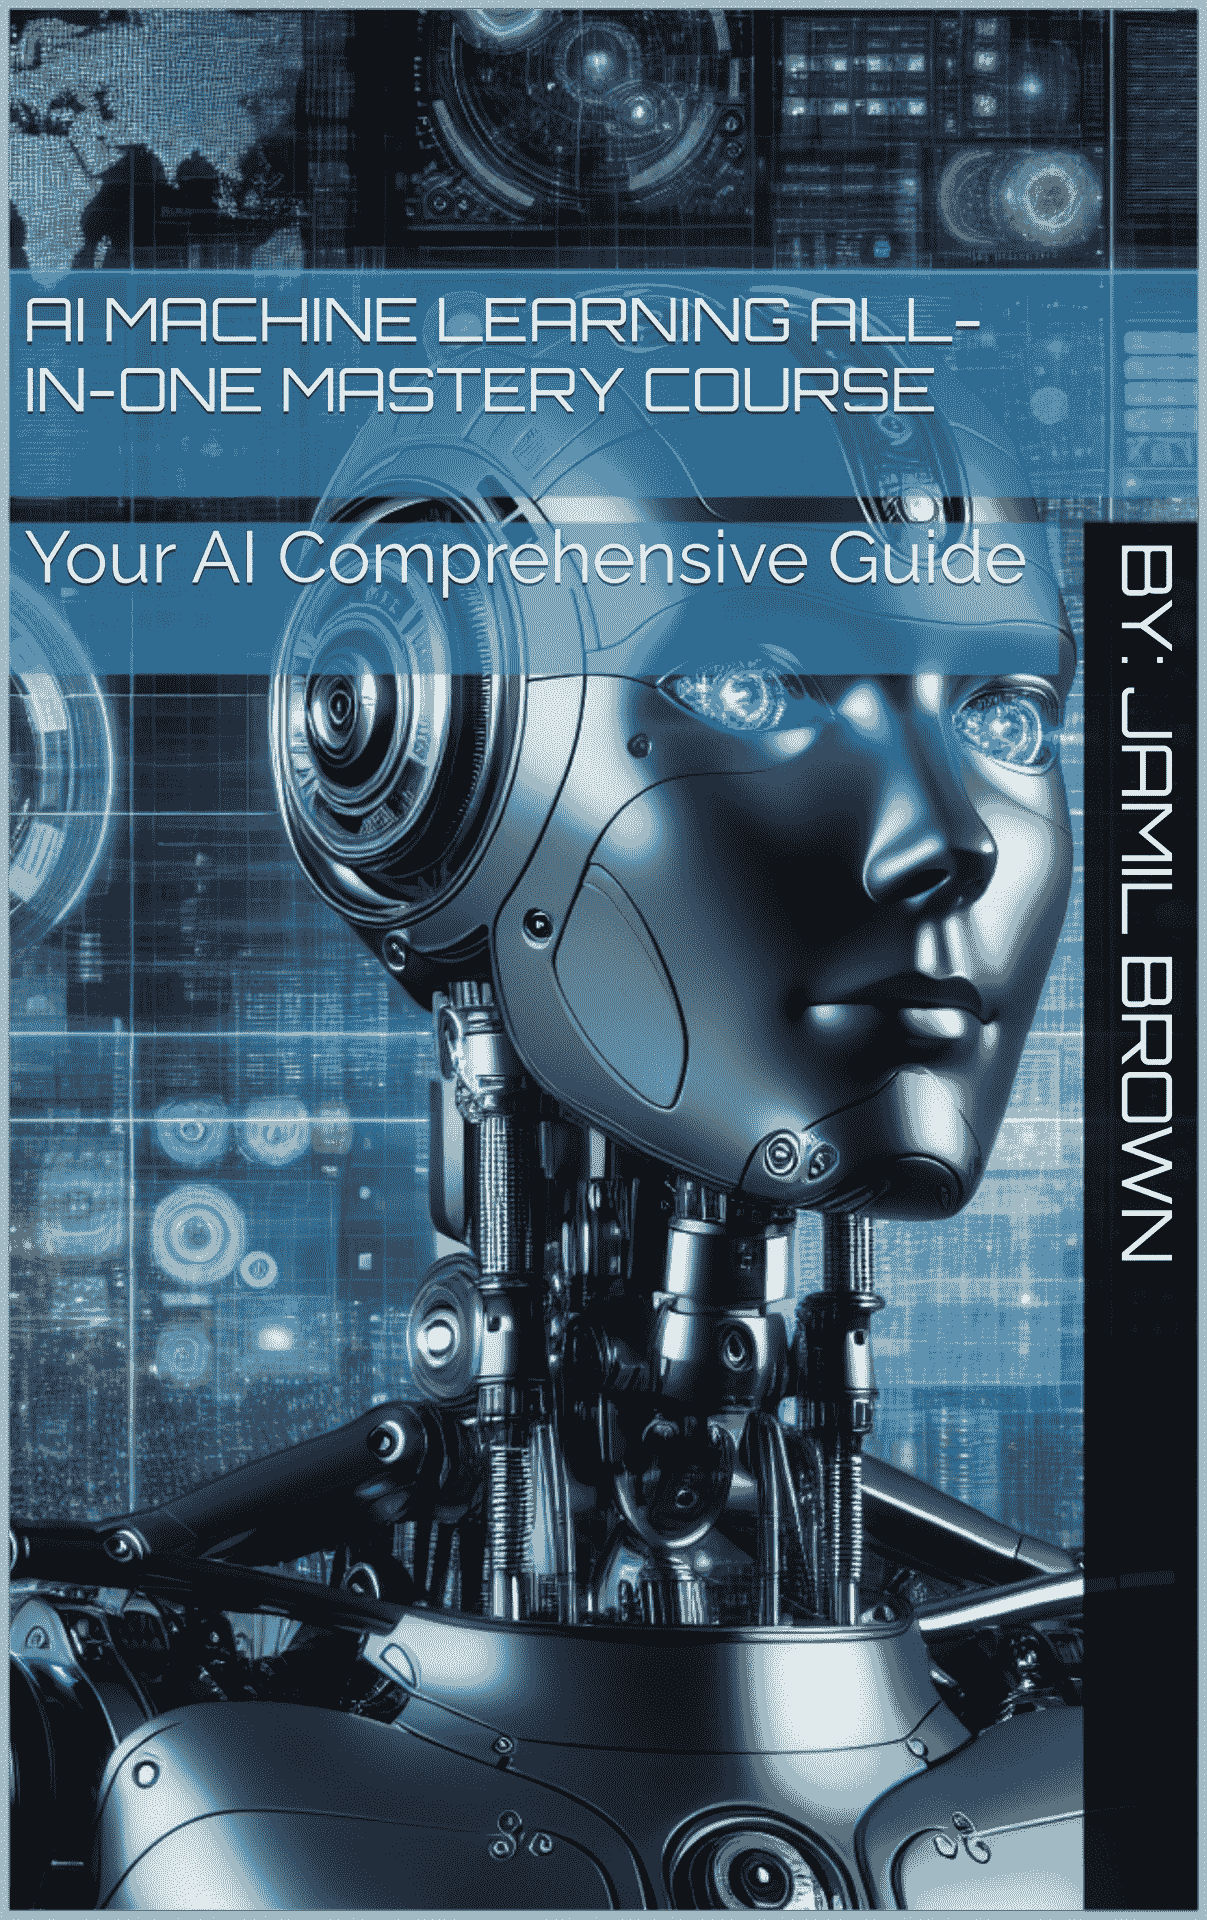 AI MACHINE LEARNING ALL-
IN-ONE MASTERY COURSE
Your AI Comprehensive Guide
BY: JAMIL BROWN